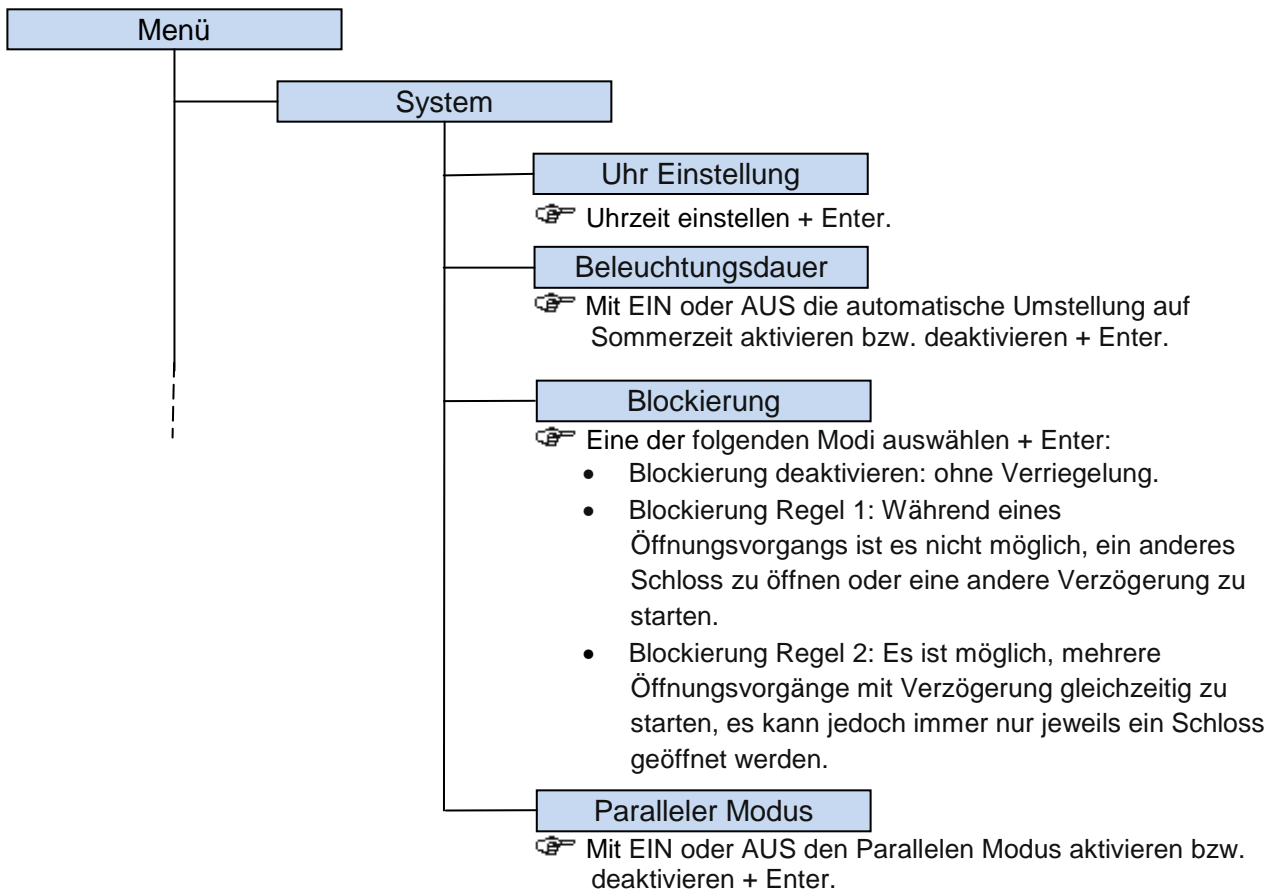 Menü
System
Uhr Einstellung
☞ Uhrzeit einstellen + Enter.
Beleuchtungsdauer
☞ Mit EIN oder AUS die automatische Umstellung auf
Sommerzeit aktivieren bzw. deaktivieren + Enter.
Blockierung
☞ Eine der folgenden Modi auswählen + Enter:
• Blockierung deaktivieren: ohne Verriegelung.
• Blockierung Regel 1: Während eines
Öffnungsvorgangs ist es nicht möglich, ein anderes
Schloss zu öffnen oder eine andere Verzögerung zu
starten.
• Blockierung Regel 2: Es ist möglich, mehrere
Öffnungsvorgänge mit Verzögerung gleichzeitig zu
starten, es kann jedoch immer nur jeweils ein Schloss
geöffnet werden.
Paralleler Modus
☞ Mit EIN oder AUS den Parallelen Modus aktivieren bzw.
deaktivieren + Enter.